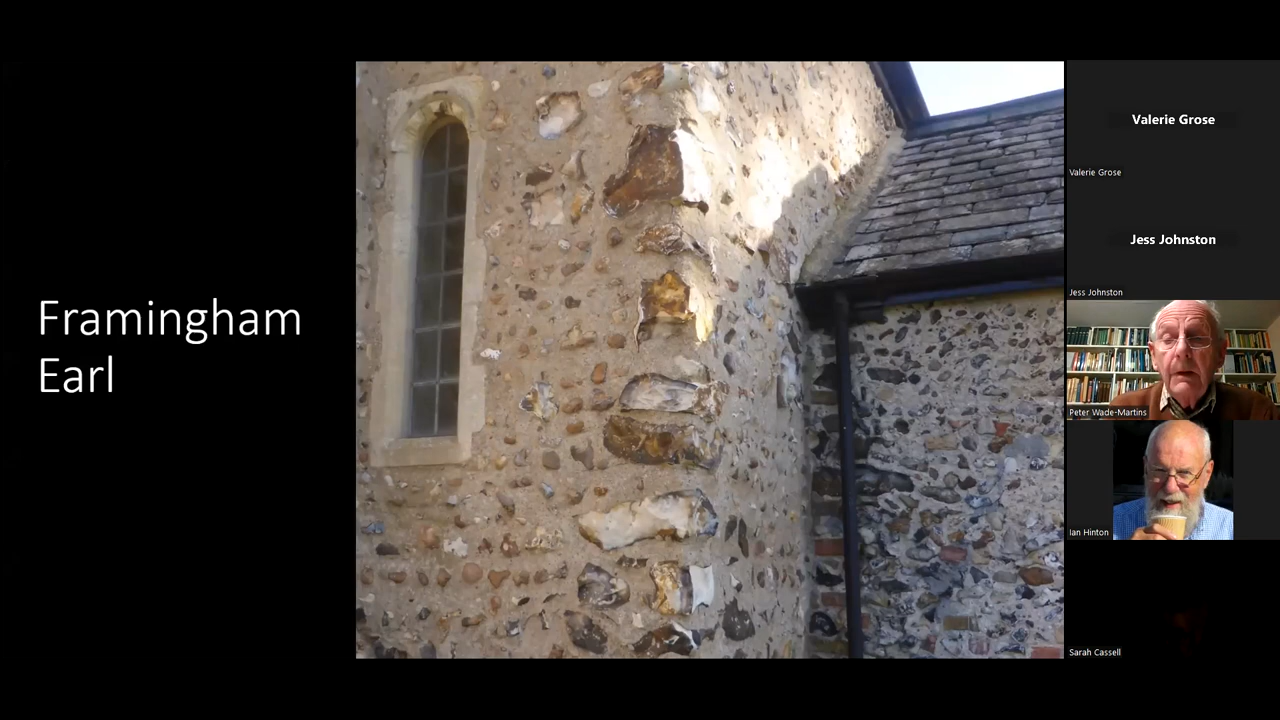 Framingham
Earl
Valerie Grose
Valerie Grose
Jess Johnston
Jess Johnston
Peter Wade-Martins
Ian Hinton
Sarah Cassell